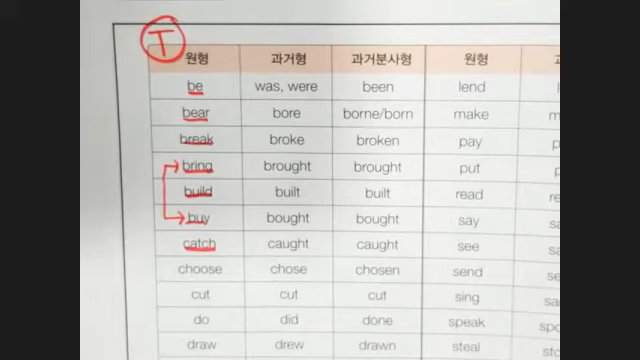 T
원형 과거형 과거분사형 원형
be was, were been lend
bear bore borne/born make
break broke broken pay
bring brought brought put
build built built read
buy bought bought say
catch caught caught see
choose chose chosen send
cut cut cut sing
do did done speak
draw drew drawn steal